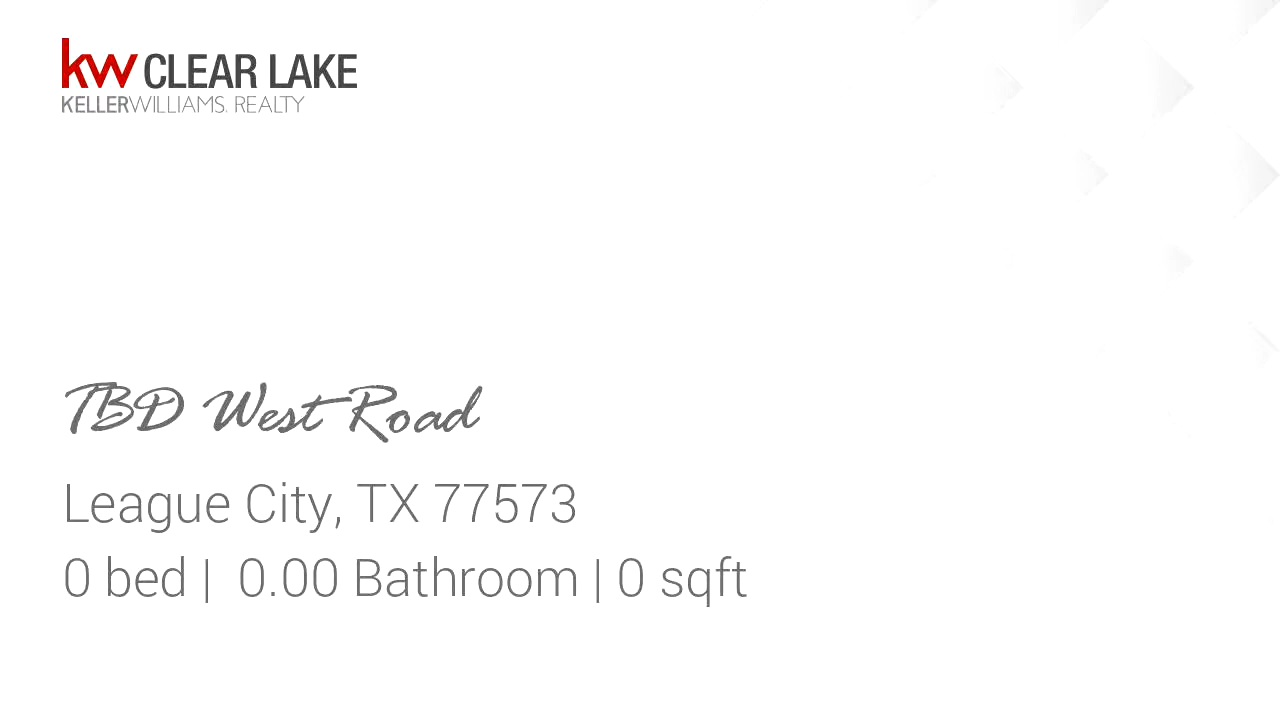 kw CLEAR LAKE
KELLERWILLIAMS. REALTY
TBD West Road
League City, TX 77573
0 bed | 0.00 Bathroom | 0 sqft